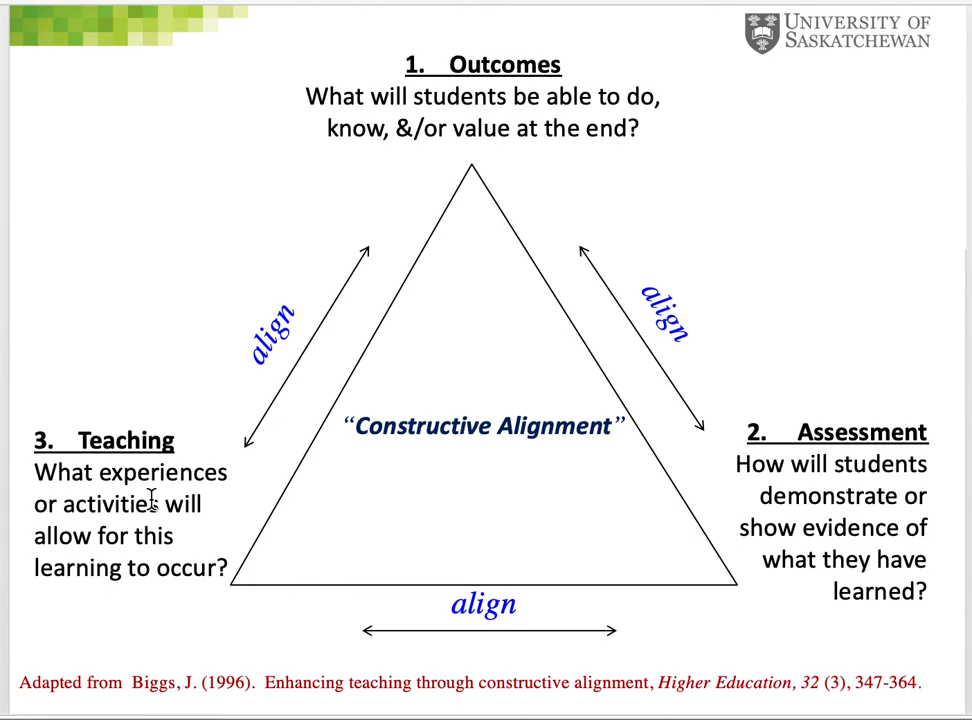 UNIVERSITY OF
SASKATCHEWAN
1. Outcomes
What will students be able to do,
know, &/or value at the end?
align
align
"Constructive Alignment"
3. Teaching
What experiences
or activities will
allow for this
learning to occur?
2. Assessment
How will students
demonstrate or
show evidence of
what they have
learned?
align
Adapted from Biggs, J. (1996). Enhancing teaching through constructive alignment, Higher Education, 32 (3), 347-364.